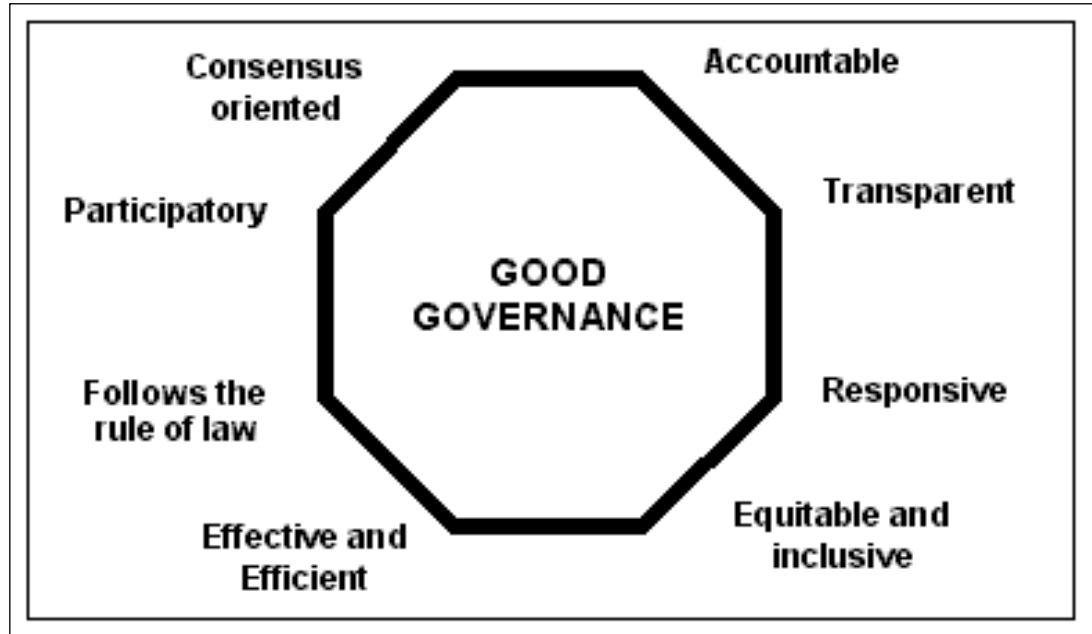 Consensus
oriented
Accountable
Participatory
Transparent
GOOD
GOVERNANCE
Follows the
rule of law
Responsive
Effective and
Efficient
Equitable and
inclusive